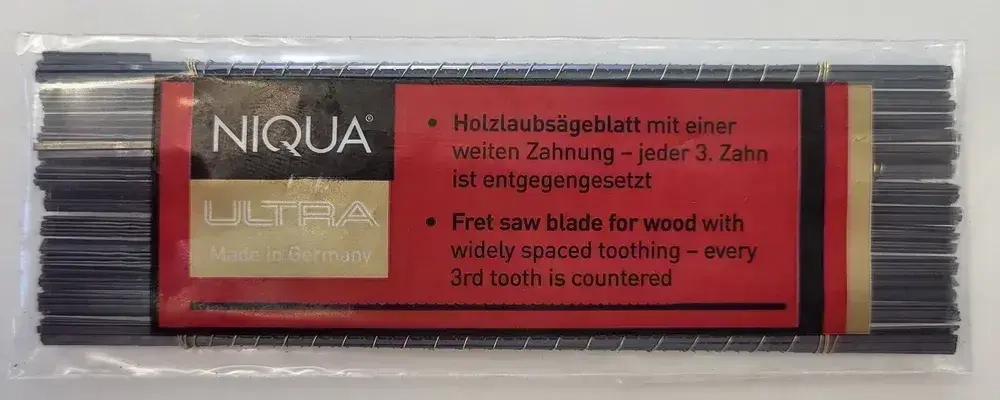 NIQUA®
ULTRA
Made in Germany
• Holzlaubsägeblatt mit einer
weiten Zahnung – jeder 3. Zahn
ist entgegengesetzt
• Fret saw blade for wood with
widely spaced toothing – every
3rd tooth is countered